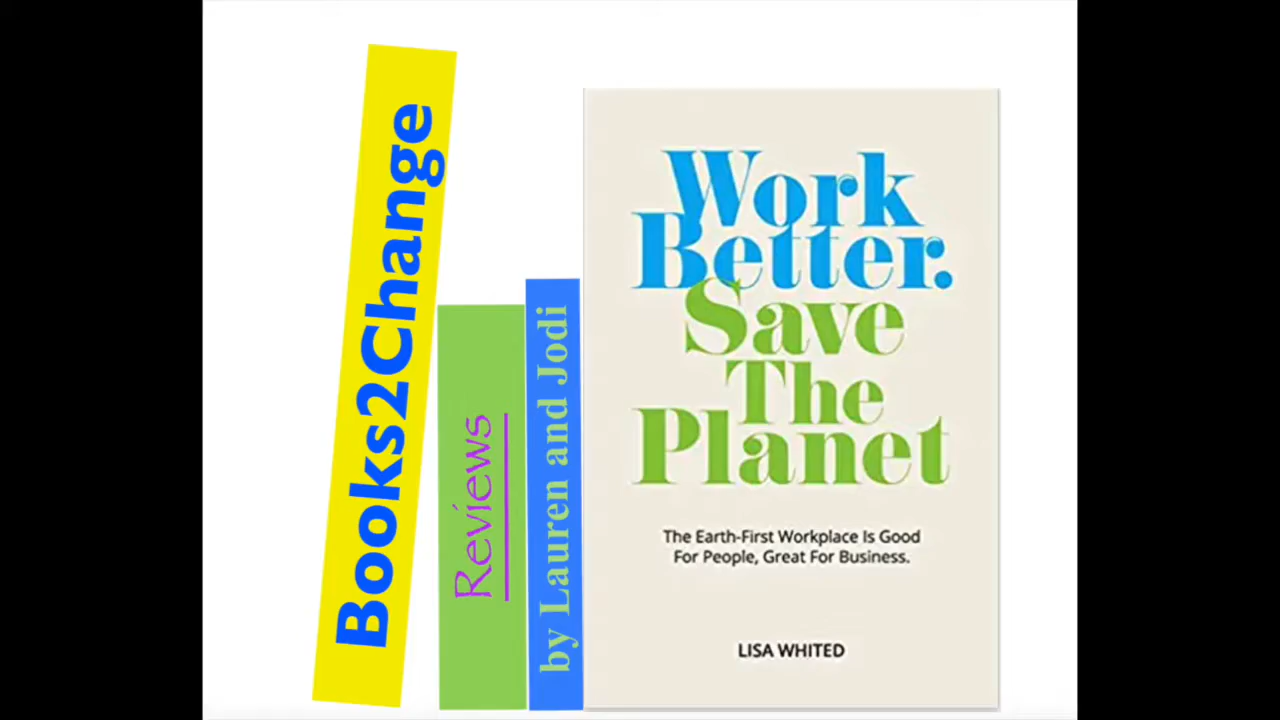 Books2Change
Reviews
by Lauren and Jodi
Work
Better.
Save
The
Planet
The Earth-First Workplace Is Good
For People, Great For Business.
LISA WHITED